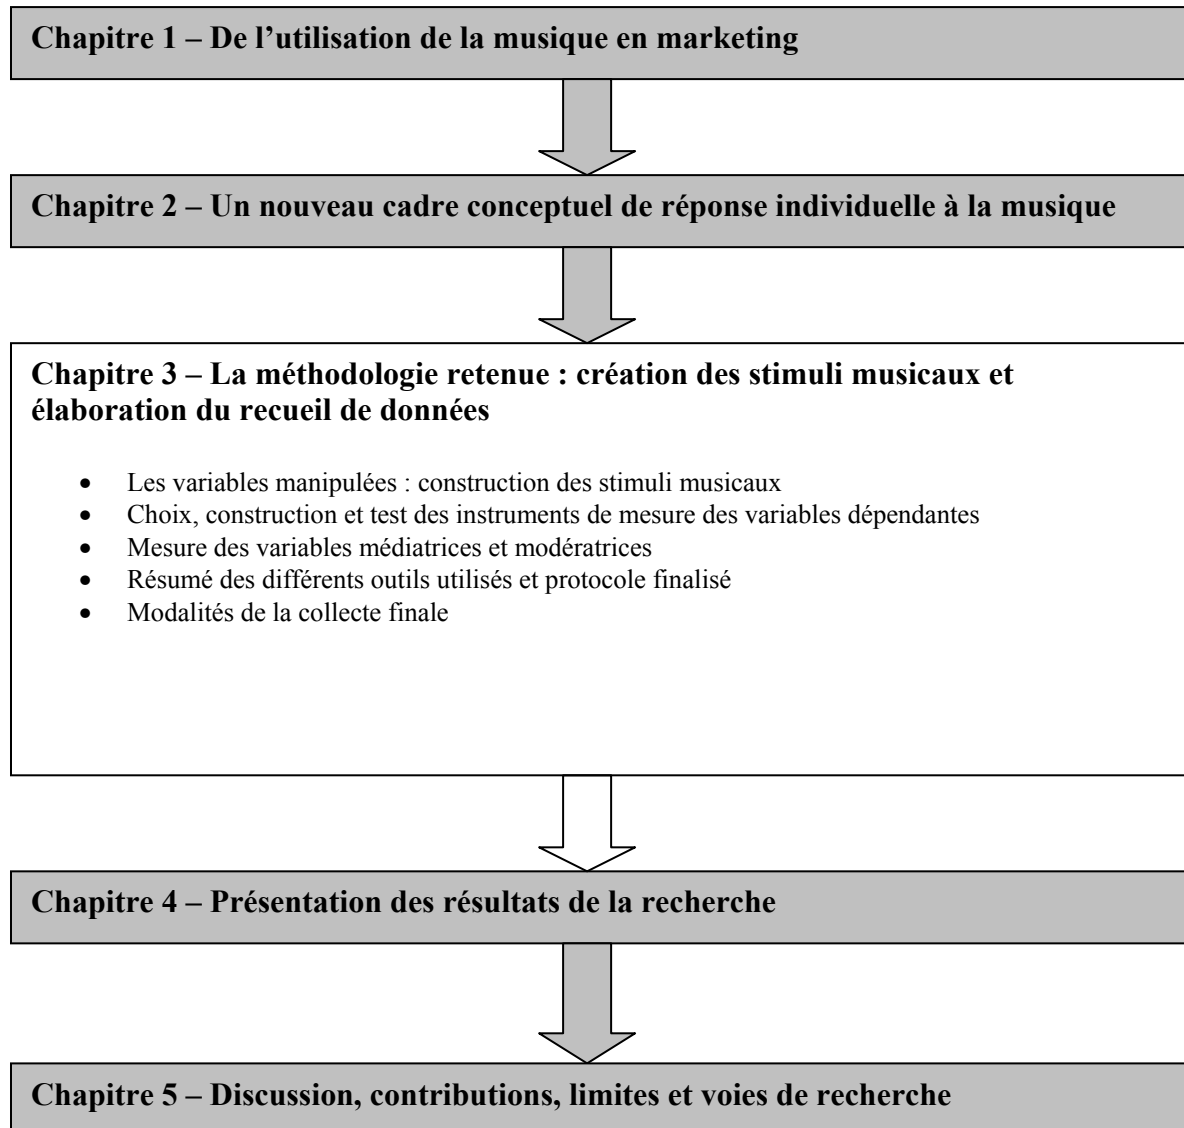 Chapitre 1 – De l’utilisation de la musique en marketing
Chapitre 2 – Un nouveau cadre conceptuel de réponse individuelle à la musique
Chapitre 3 – La méthodologie retenue : création des stimuli musicaux et
élaboration du recueil de données
• Les variables manipulées : construction des stimuli musicaux
• Choix, construction et test des instruments de mesure des variables dépendantes
• Mesure des variables médiatrices et modératrices
• Résumé des différents outils utilisés et protocole finalisé
• Modalités de la collecte finale
Chapitre 4 – Présentation des résultats de la recherche
Chapitre 5 – Discussion, contributions, limites et voies de recherche